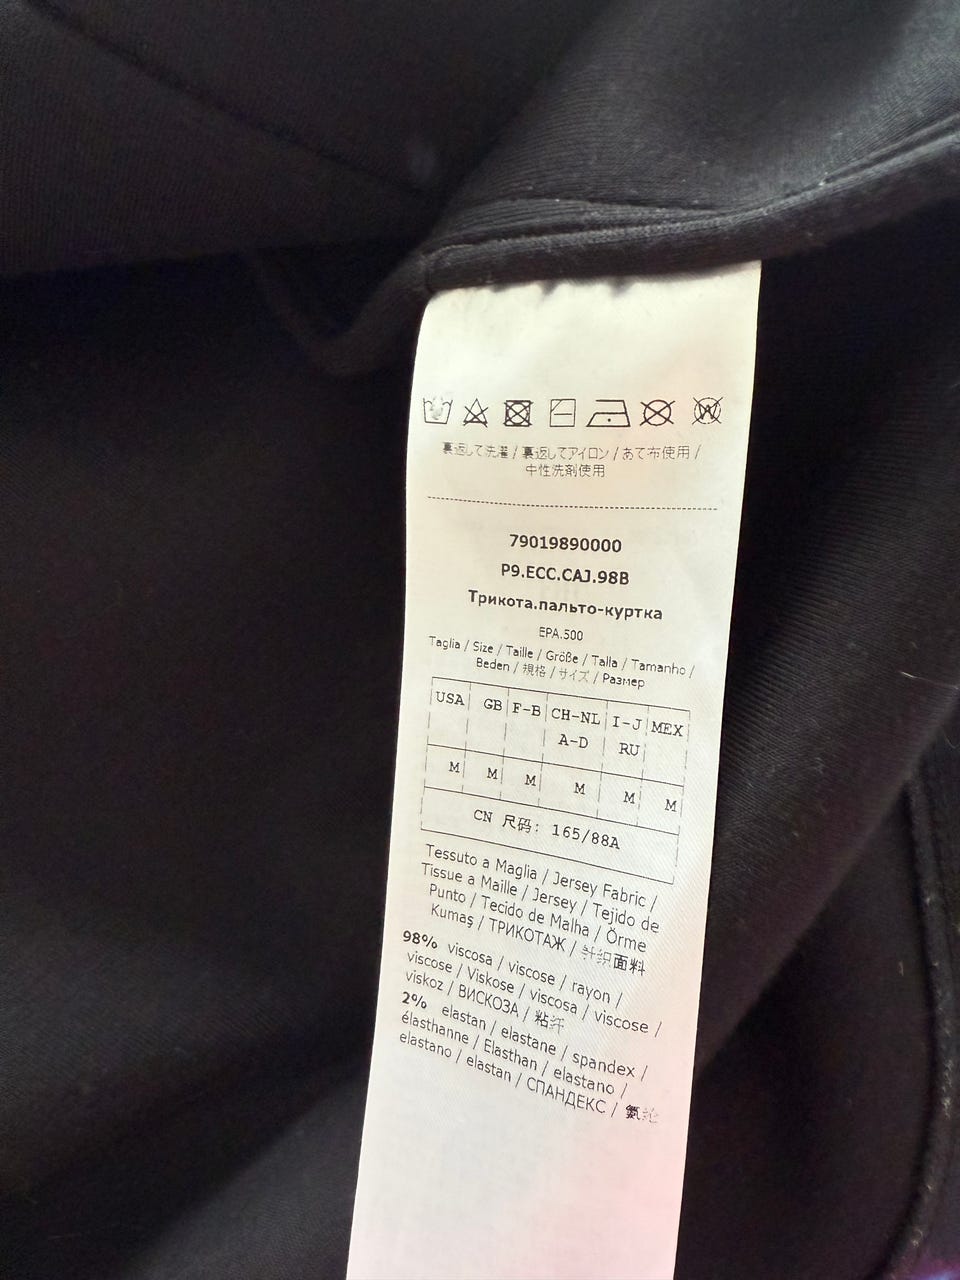 裏返して洗濯 / 裏返してアイロン / あて布使用 /
中性洗剤使用
79019890000
P9.ECC.CAJ.98B
Трикота.пальто-куртка
EPA.500
Taglia / Size / Taille / Größe / Talla / Tamanho /
Beden / 規格 / サイズ / Размер
USA GB F-B CH-NL I-J MEX
A-D RU
M M M M M M
CN 尺码: 165/88A
Tessuto a Maglia / Jersey Fabric /
Tissue a Maille / Jersey / Tejido de
Punto / Tecido de Malha / Örme
Kumaş / ТРИКОТАЖ / 针织面料
98% viscosa / viscose / rayon /
viscose / Viskose / viscosa / viscose /
viskoz / ВИСКОЗА / 粘纤
2% elastan / elastane / spandex /
élasthanne / Elasthan / elastano /
elastano / elastan / СПАНДЕКС / 氨纶